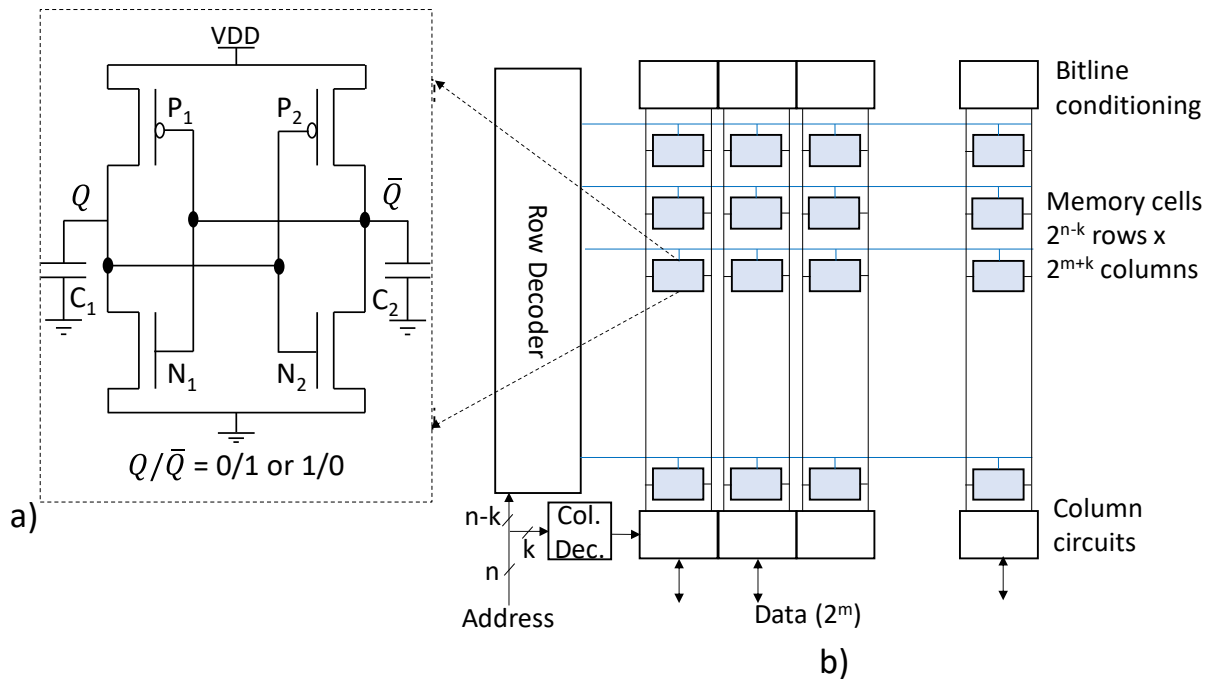 VDD
P₁
P₂
Q
Q̅
C₁
C₂
N₁
N₂
Q/Q̅ = 0/1 or 1/0
a)
Row Decoder
Bitline
conditioning
Memory cells
2ⁿ⁻ᵏ rows x
2ᵐ⁺ᵏ columns
Column
circuits
n-k
k
n
Col.
Dec.
Address
Data (2ᵐ)
b)